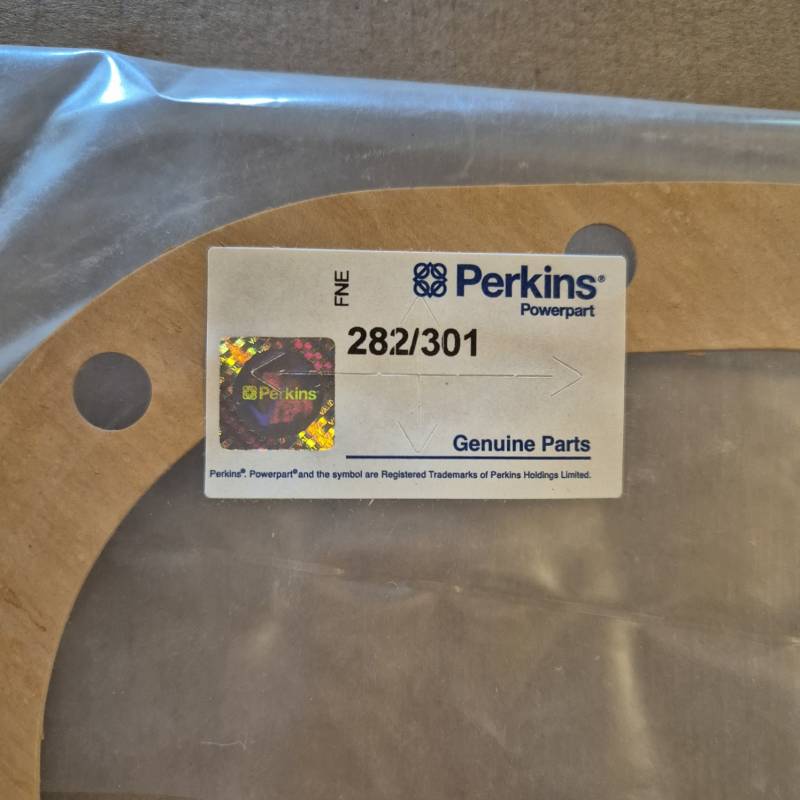 FNE
Perkins®
Powerpart
282/301
Perkins
Genuine Parts
Perkins®. Powerpart® and the symbol are Registered Trademarks of Perkins Holdings Limited.